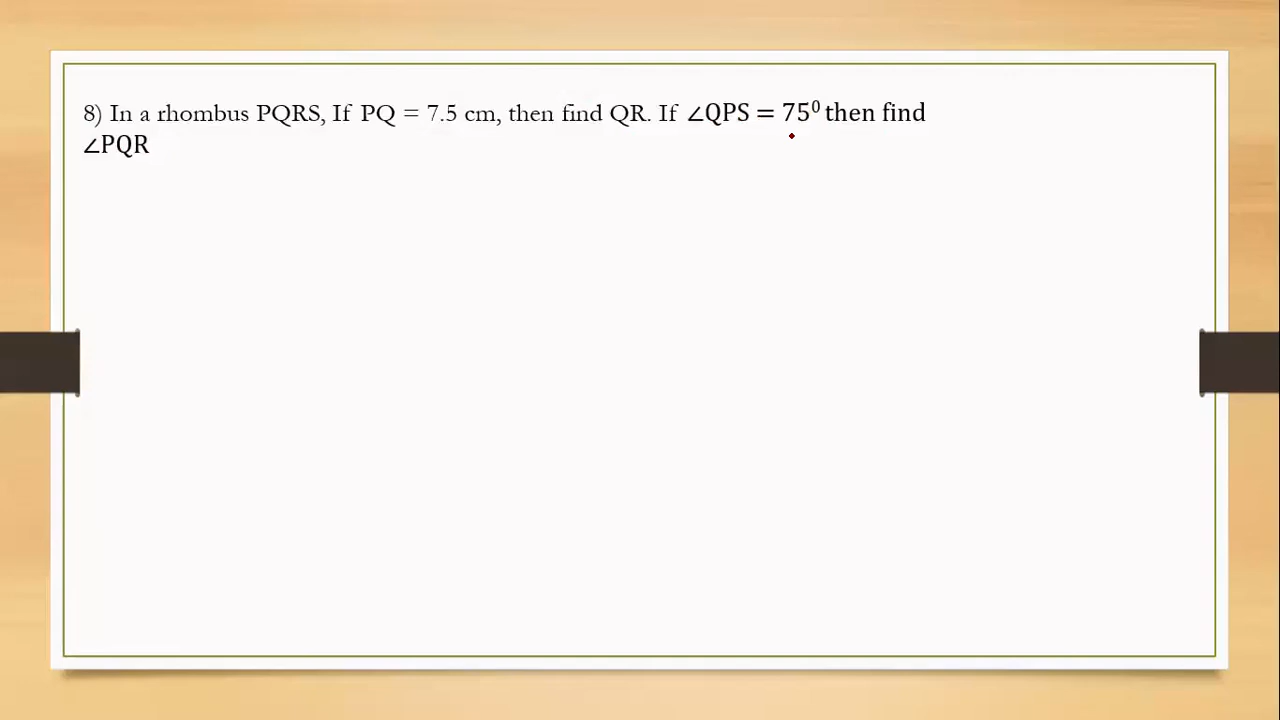 8) In a rhombus PQRS, If PQ = 7.5 cm, then find QR. If ∠QPS = 75⁰ then find
∠PQR